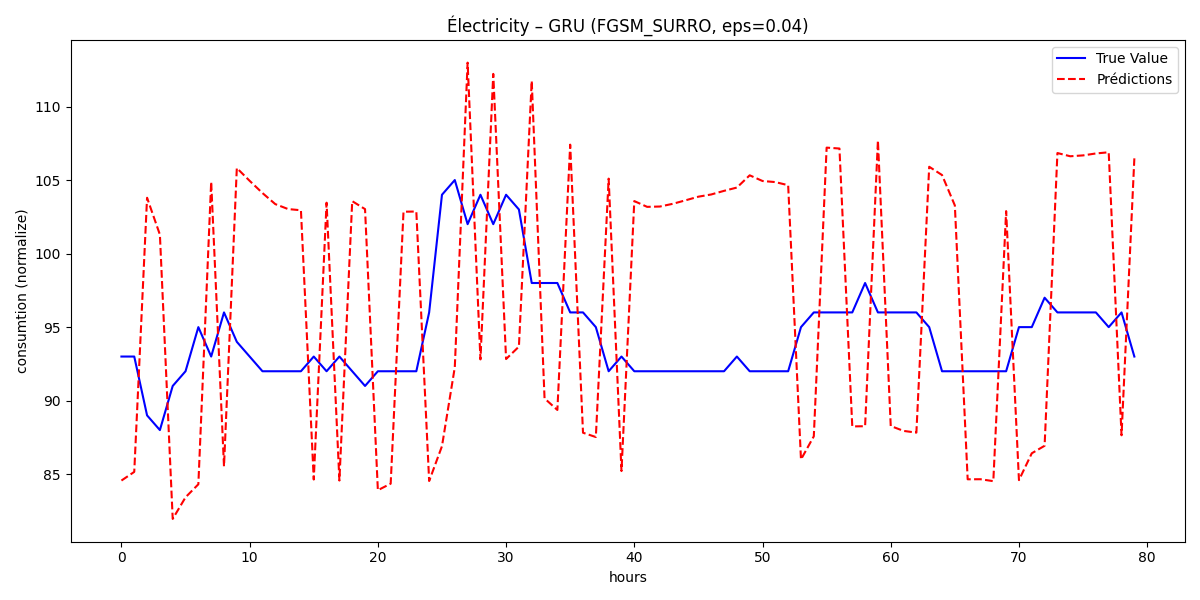 Électricity – GRU (FGSM_SURRO, eps=0.04)
True Value
Prédictions
consumtion (normalize)
110
105
100
95
90
85
0 10 20 30 40 50 60 70 80
hours